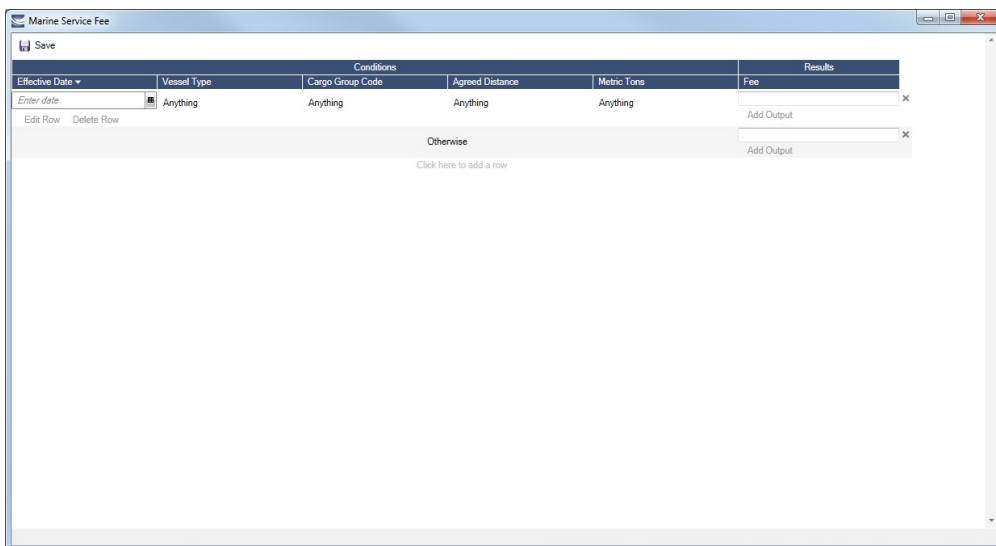 Marine Service Fee
Save
Conditions Results
Effective Date Vessel Type Cargo Group Code Agreed Distance Metric Tons Fee
Enter date Anything Anything Anything Anything
Edit Row Delete Row Add Output
Otherwise
Add Output
Click here to add a row